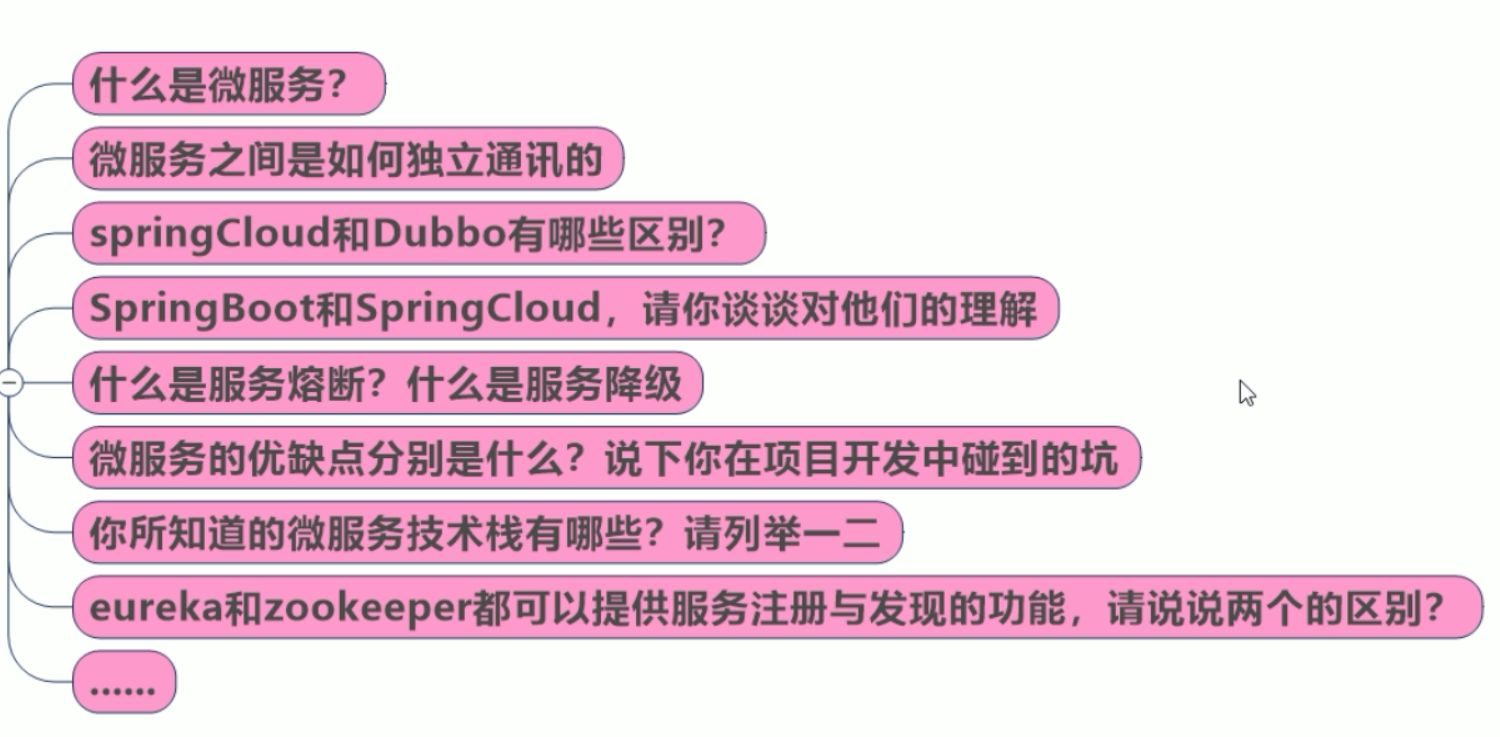 什么是微服务？
微服务之间是如何独立通讯的
springCloud和Dubbo有哪些区别？
SpringBoot和SpringCloud，请你谈谈对他们的理解
什么是服务熔断？什么是服务降级
微服务的优缺点分别是什么？说下你在项目开发中碰到的坑
你所知道的微服务技术栈有哪些？请列举一二
eureka和zookeeper都可以提供服务注册与发现的功能，请说说两个的区别？
......